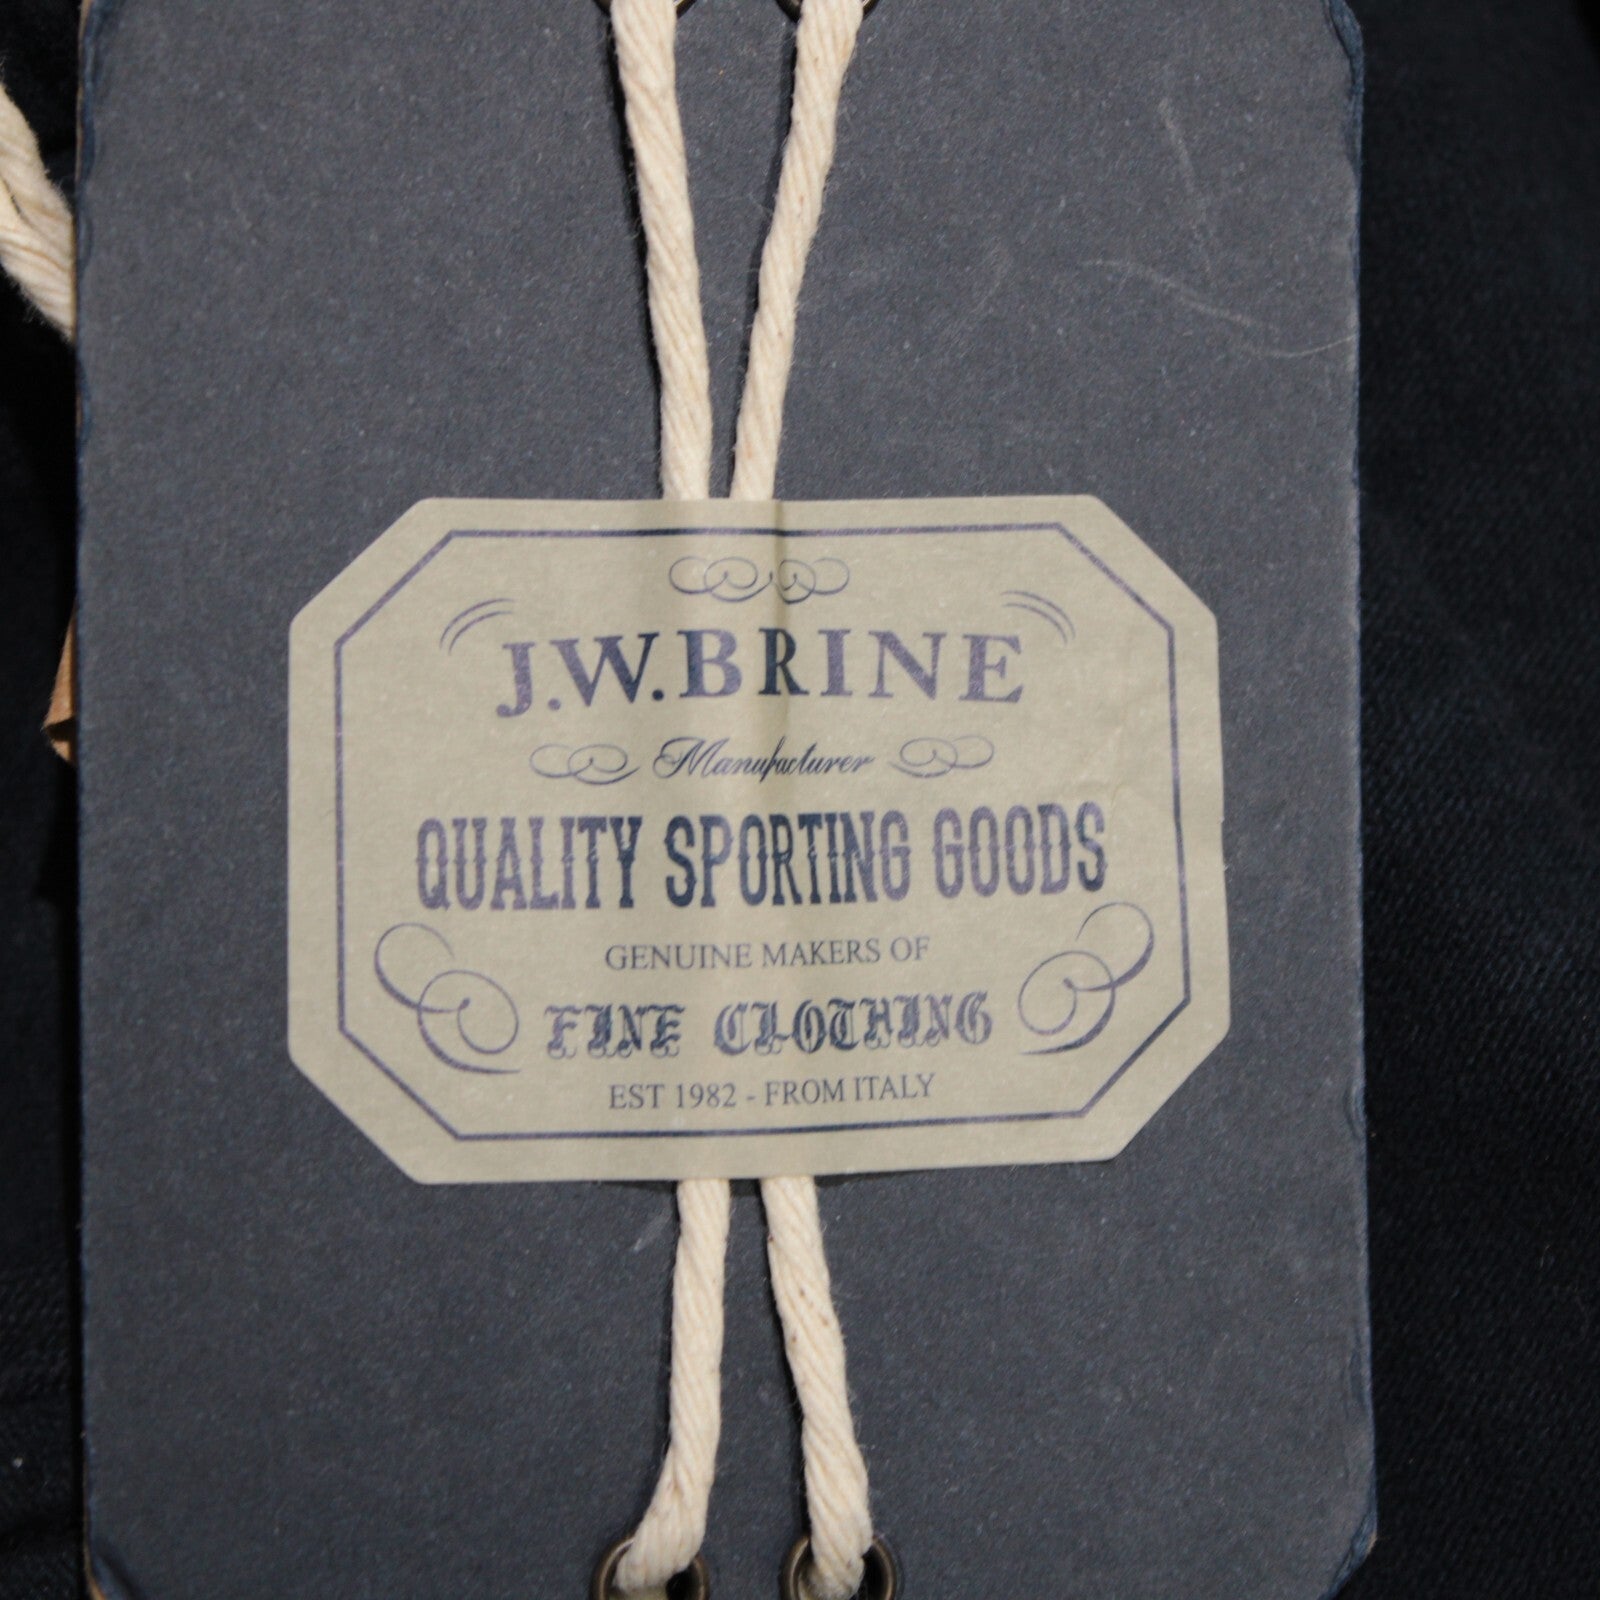 J.W.BRINE
Manufacturer
QUALITY SPORTING GOODS
GENUINE MAKERS OF
FINE CLOTHING
EST 1982 - FROM ITALY